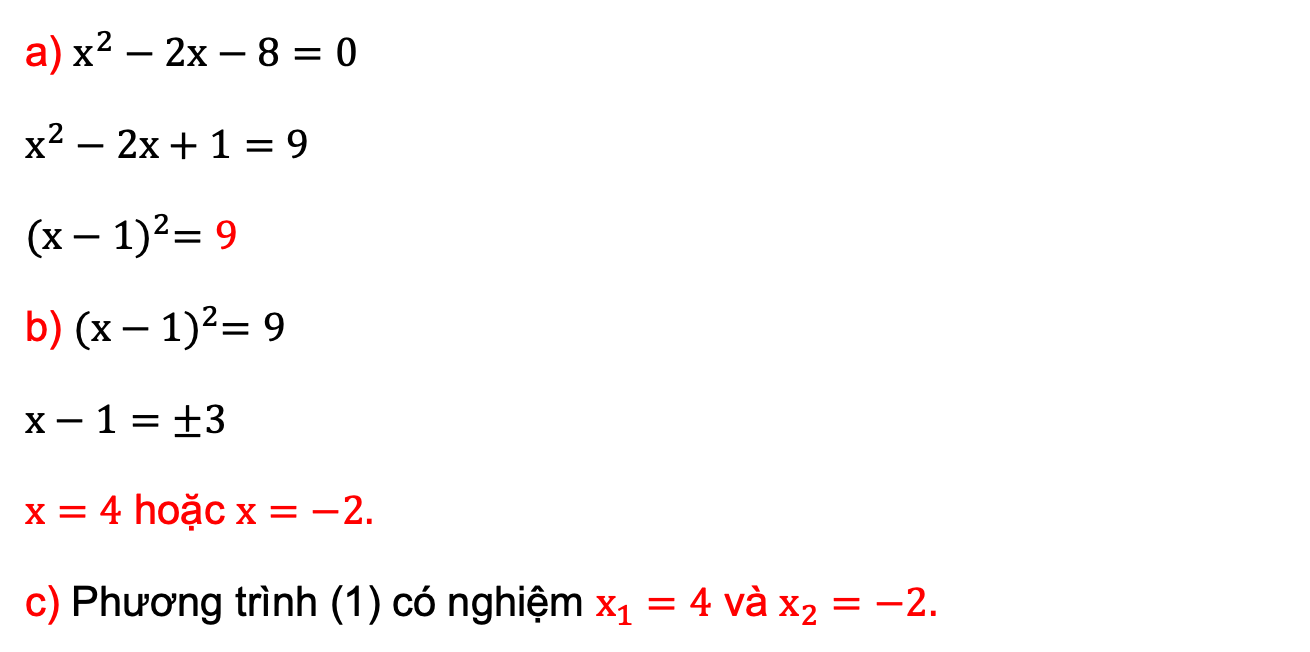 a) x² − 2x − 8 = 0
x² − 2x + 1 = 9
(x − 1)²= 9
b) (x − 1)²= 9
x − 1 = ±3
x = 4 hoặc x = −2.
c) Phương trình (1) có nghiệm x₁ = 4 và x₂ = −2.